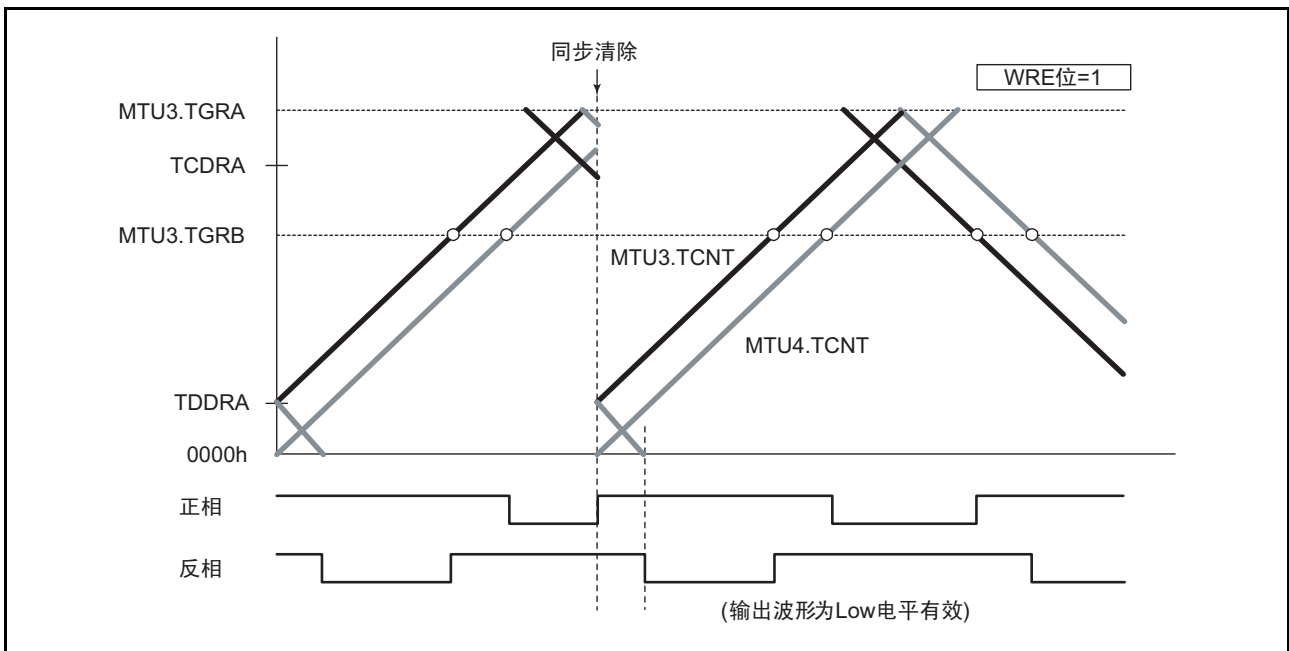 同步清除
WRE位=1
MTU3.TGRA
TCDRA
MTU3.TGRB
MTU3.TCNT
MTU4.TCNT
TDDRA
0000h
正相
反相
(输出波形为Low电平有效)